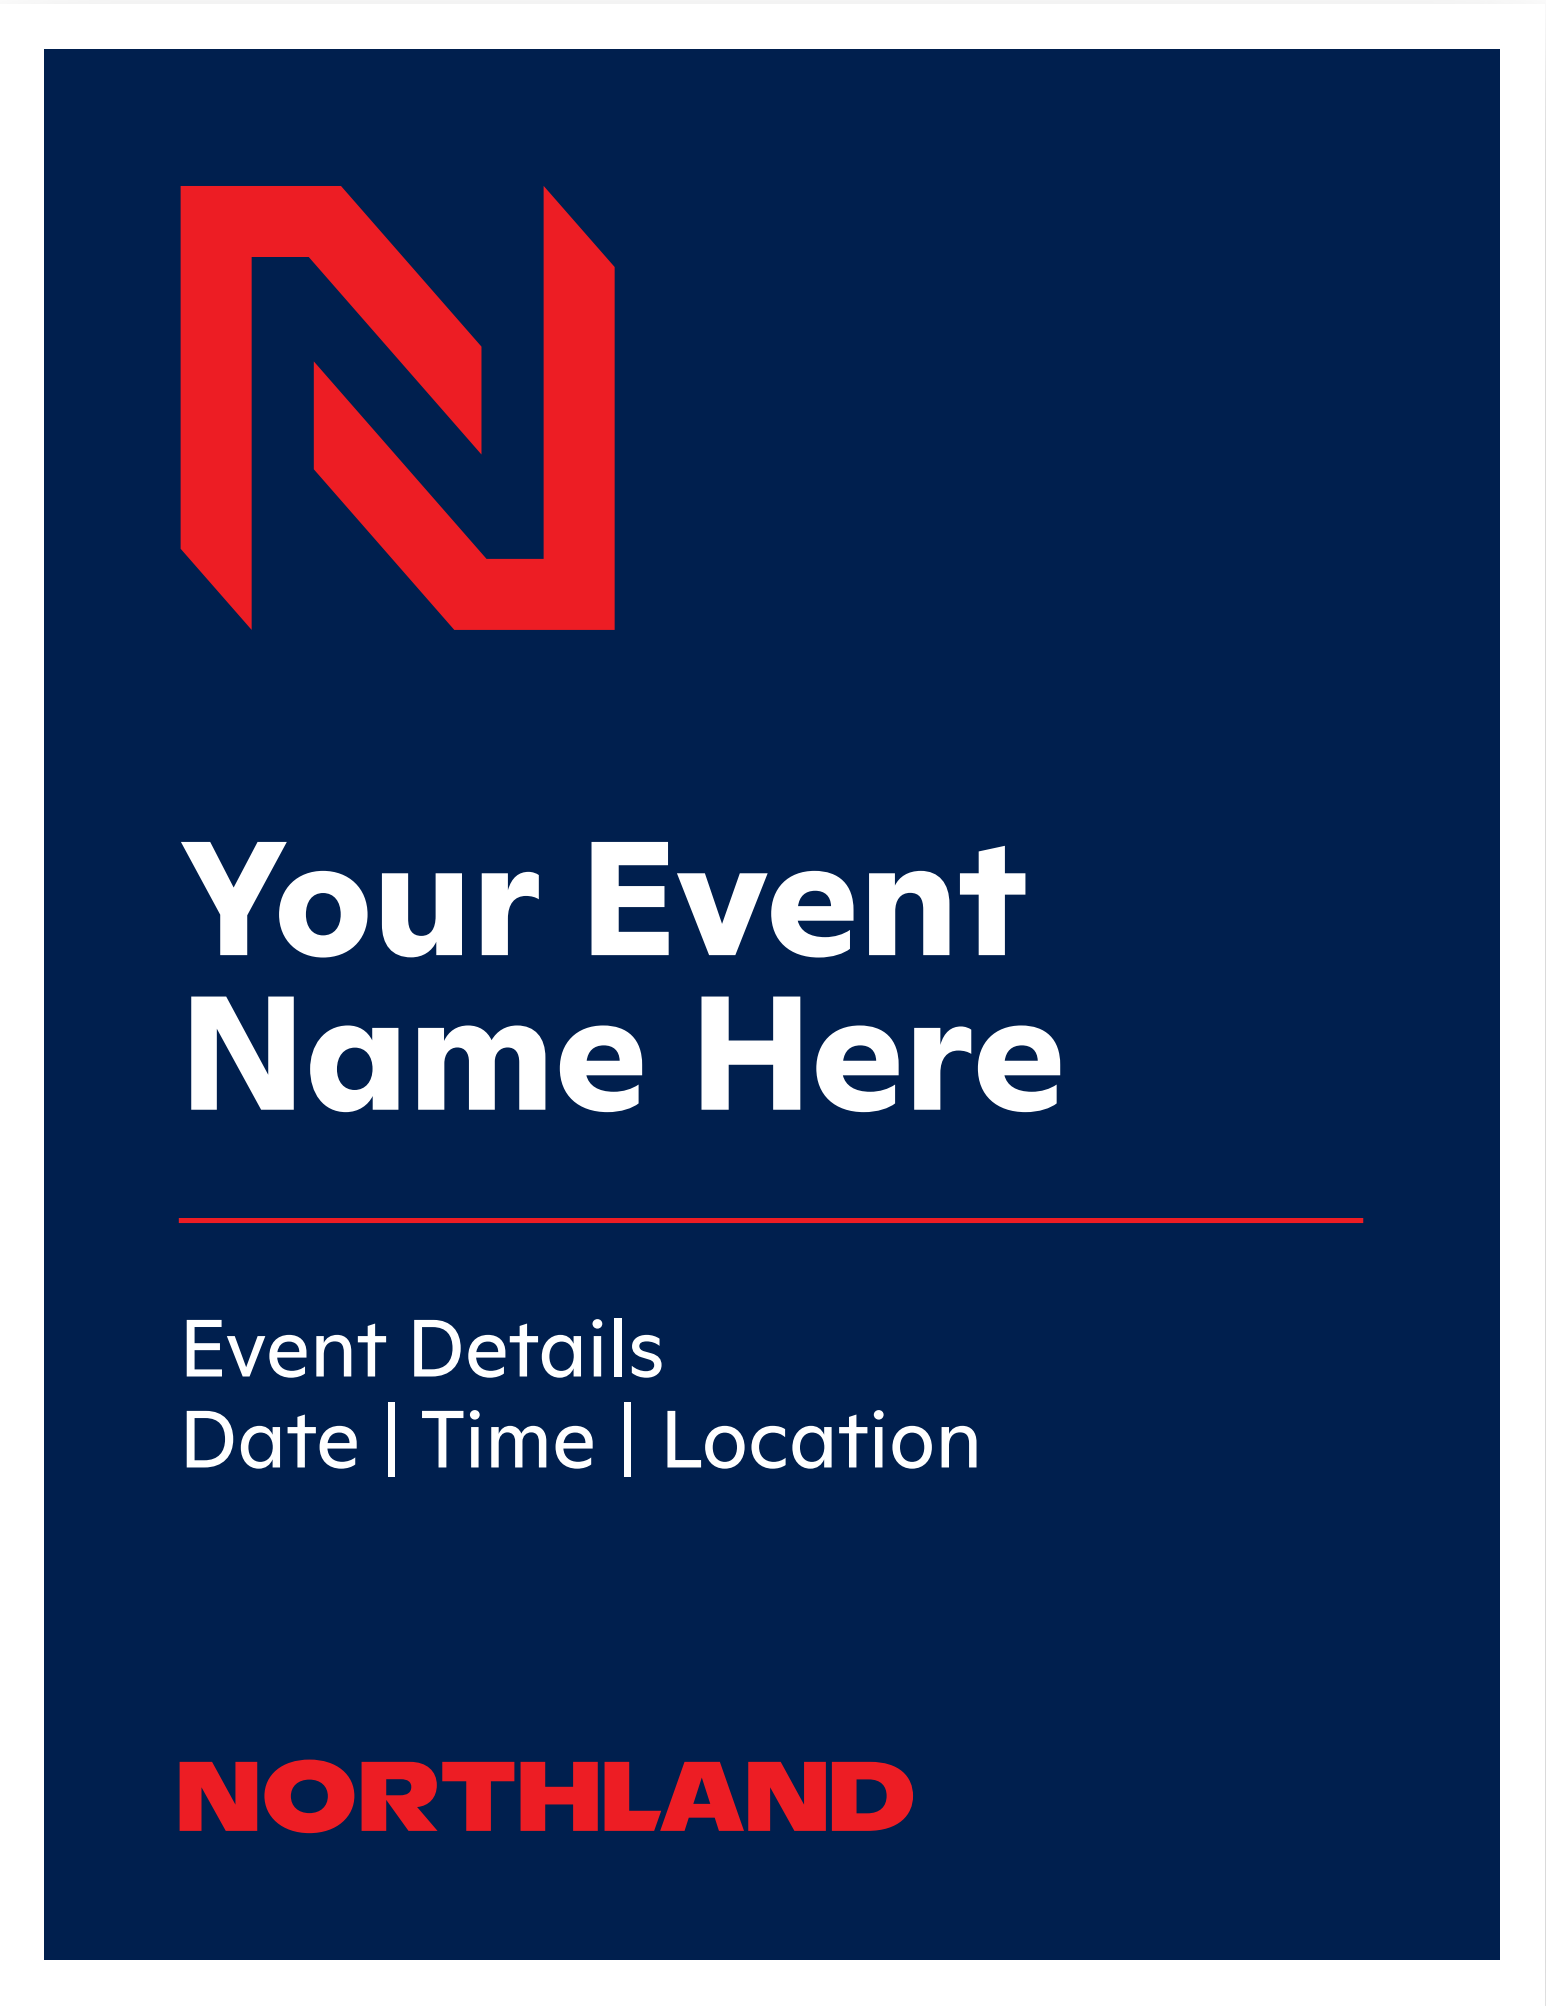 N
Your Event
Name Here
Event Details
Date | Time | Location
NORTHLAND